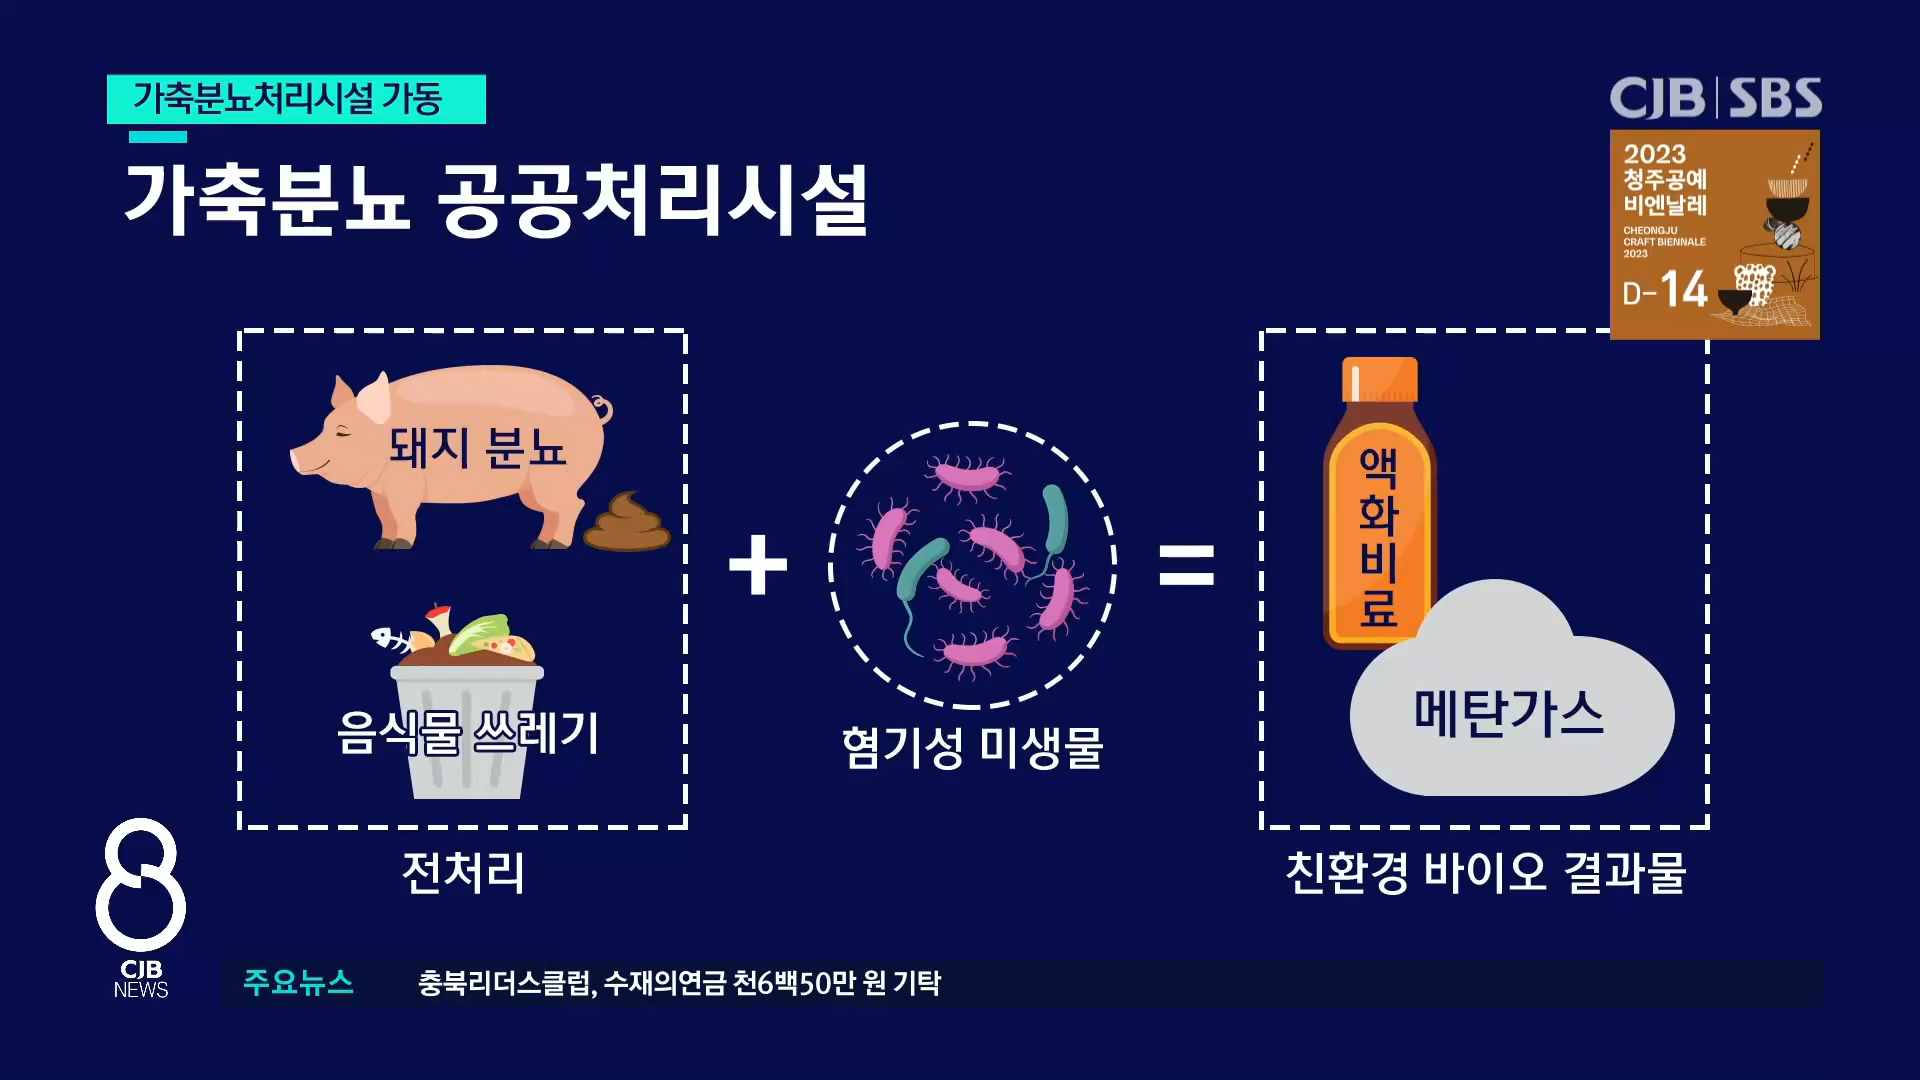 가축분뇨처리시설 가동
CJB SBS
가축분뇨 공공처리시설
2023
청주공예
비엔날레
CHEONGJU
CRAFT BIENNALE
2023
D-14
돼지 분뇨
음식물 쓰레기
전처리
+
혐기성 미생물
=
액
화
비
료
메탄가스
친환경 바이오 결과물
8
CJB
NEWS
주요뉴스 충북리더스클럽, 수재의연금 천6백50만 원 기탁